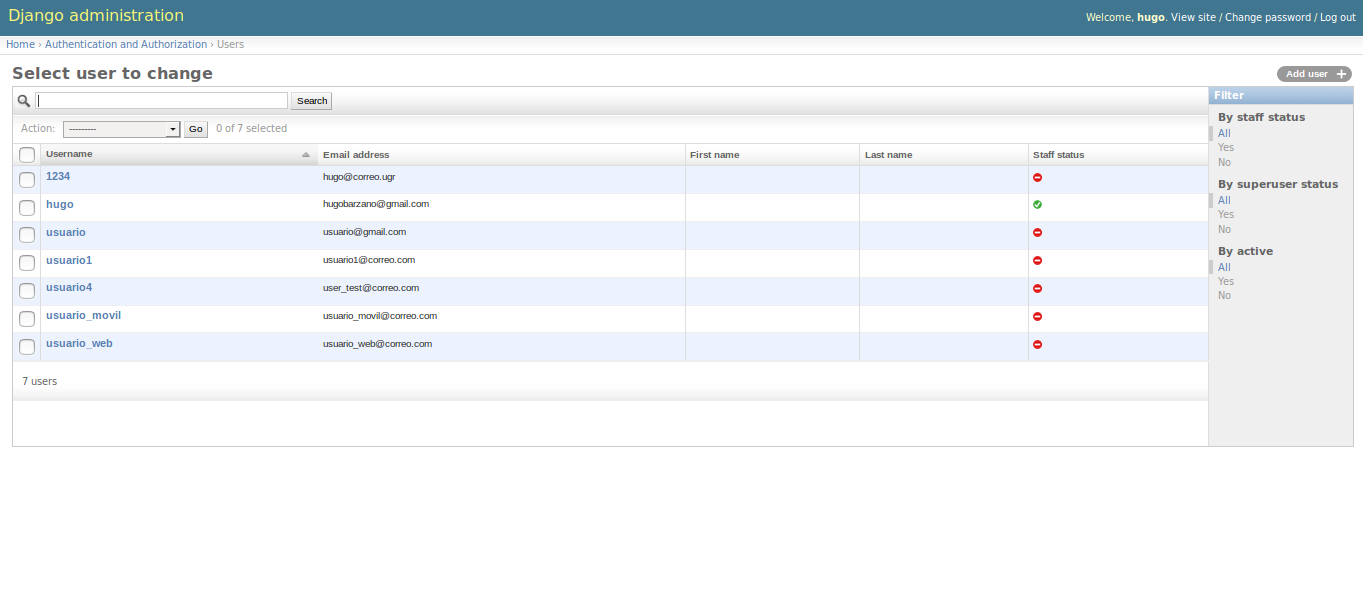 Django administration
Welcome, hugo. View site / Change password / Log out
Home › Authentication and Authorization › Users
Select user to change
Add user +
Search
Filter
Action: --------- Go 0 of 7 selected
Username Email address First name Last name Staff status
1234 hugo@correo.ugr
hugo hugobarzano@gmail.com
usuario usuario@gmail.com
usuario1 usuario1@correo.com
usuario4 user_test@correo.com
usuario_movil usuario_movil@correo.com
usuario_web usuario_web@correo.com
7 users
By staff status
All
Yes
No
By superuser status
All
Yes
No
By active
All
Yes
No